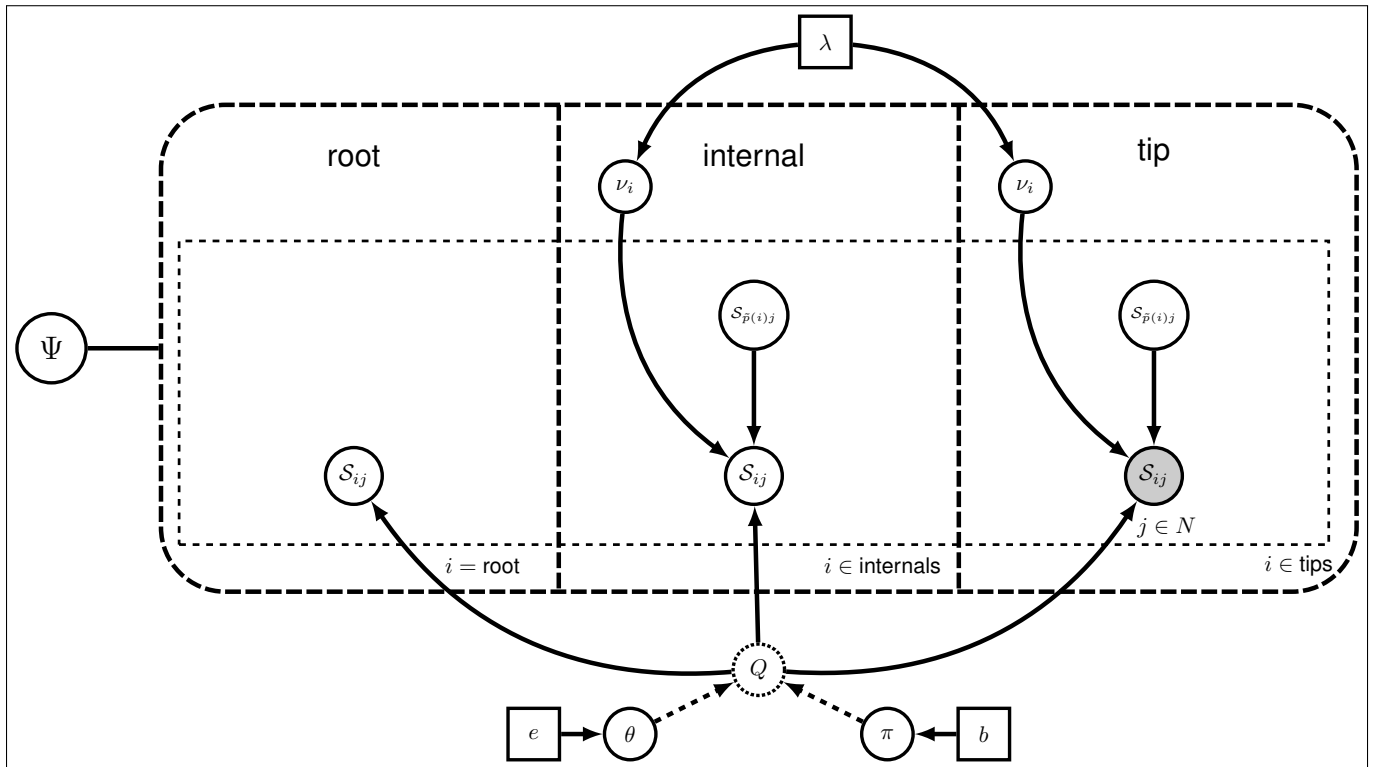 λ
root internal tip
ν_i ν_i
S_{p̃(i)j} S_{p̃(i)j}
Ψ
S_{ij} S_{ij} S_{ij}
j ∈ N
i = root i ∈ internals i ∈ tips
Q
e θ π b